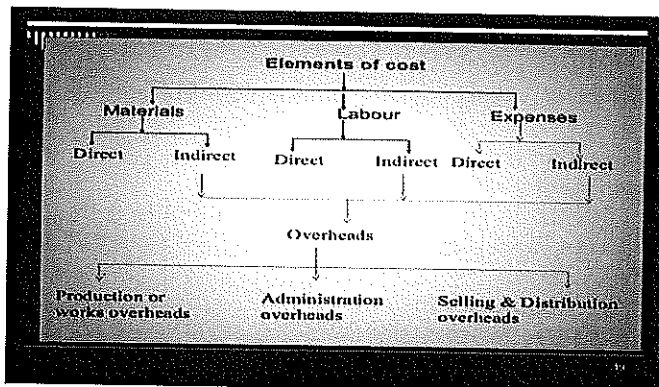 Elements of cost
Materials
Labour
Expenses
Direct
Indirect
Direct
Indirect
Direct
Indirect
Overheads
Production or
works overheads
Administration
overheads
Selling & Distribution
overheads